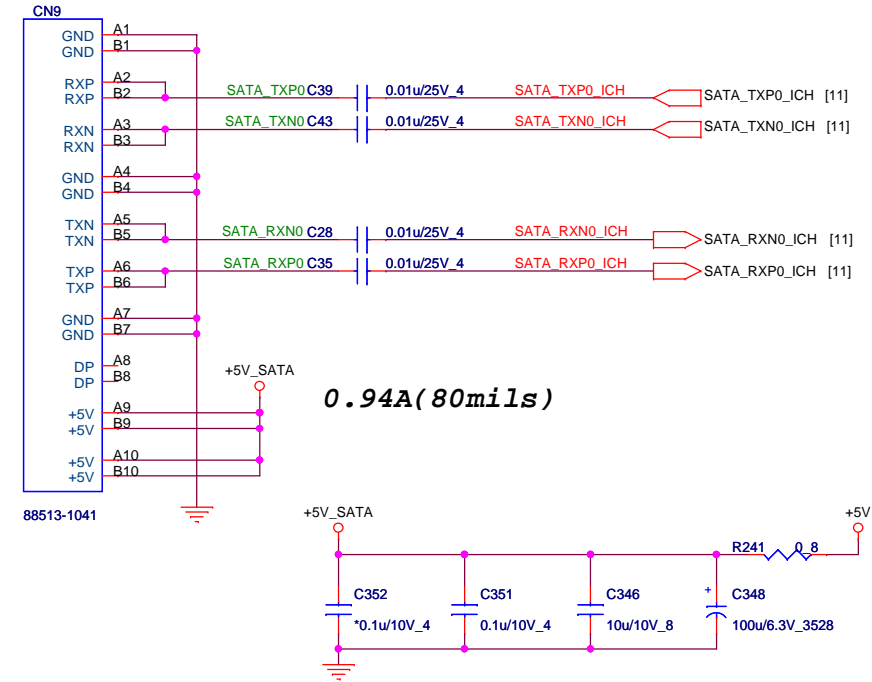 CN9
GND A1
GND B1
RXP A2
RXP B2 SATA_TXP0 C39 0.01u/25V_4 SATA_TXP0_ICH SATA_TXP0_ICH [11]
RXN A3 SATA_TXN0 C43 0.01u/25V_4 SATA_TXN0_ICH SATA_TXN0_ICH [11]
RXN B3
GND A4
GND B4
TXN A5
TXN B5 SATA_RXN0 C28 0.01u/25V_4 SATA_RXN0_ICH SATA_RXN0_ICH [11]
TXP A6 SATA_RXP0 C35 0.01u/25V_4 SATA_RXP0_ICH SATA_RXP0_ICH [11]
TXP B6
GND A7
GND B7
DP A8
DP B8
+5V_SATA
0.94A(80mils)
+5V A9
+5V B9
+5V A10
+5V B10
88513-1041
+5V_SATA +5V
R241 0_8
C352 C351 C346 + C348
*0.1u/10V_4 0.1u/10V_4 10u/10V_8 100u/6.3V_3528